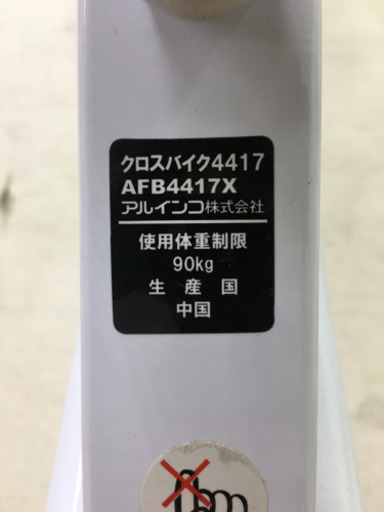 クロスバイク4417
AFB4417X
アルインコ株式会社
使用体重制限
90kg
生産国
中国